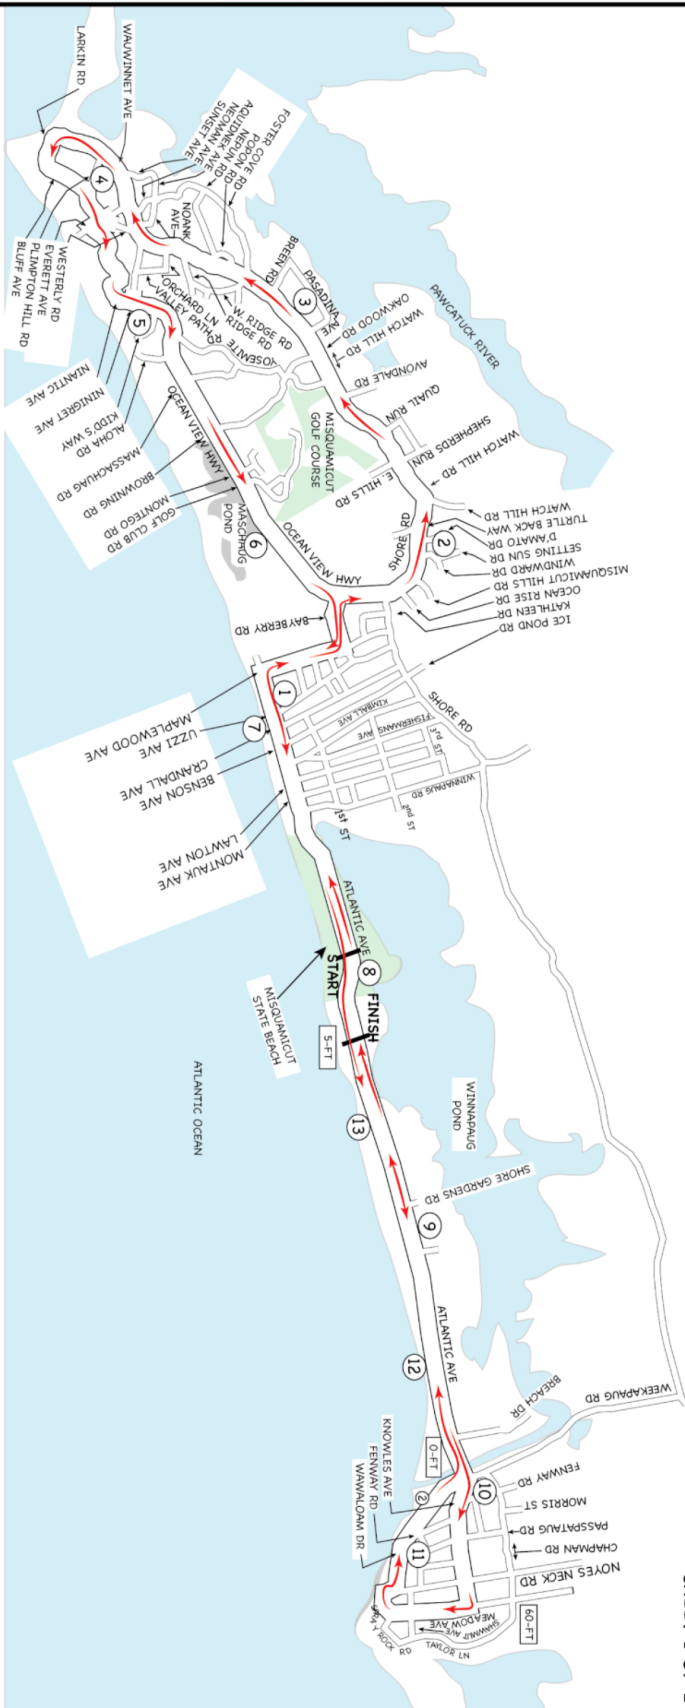 LARKIN RD
WAUWINNET AVE
FOSTER COVE RD
POPON RD
NEPUN RD
AQUIDNEK AVE
NEOMAN AVE
SUNSET AVE
4
NOANK
AVE
BREEN RD
PASADINA
AVE
3
OAKWOOD RD
WATCH HILL RD
AVONDALE RD
PAWCATUCK RIVER
WESTERLY RD
EVERETT AVE
PLIMPTON HILL RD
BLUFF AVE
ORCHARD LN
VALLEY PATH
W. RIDGE RD
RIDGE RD
YOSEMITE
5
QUAIL RUN
SHEPHERDS RUN
WATCH HILL RD
NIANTIC AVE
NINIGRET AVE
KIDD'S WAY
ALOHA RD
MASSACHUAG RD
BROWNING RD
MONTEGO RD
GOLF CLUB RD
OCEAN VIEW HWY
MISQUAMICUT
GOLF COURSE
E HILLS RD
MASCHAUG
POND
6
OCEAN VIEW HWY
SHORE
RD
2
WATCH HILL RD
TURTLE BACK WAY
D'AMATO DR
SETTING SUN DR
WINDWARD DR
MISQUAMICUT HILLS RD
OCEAN RISE DR
KATHLEEN DR
ICE POND RD
BAYBERRY RD
1
7
KIMBALL AVE
FISHERMANS AVE
3rd ST
SHORE RD
WINNAPAUG RD
2nd ST
1st ST
MAPLEWOOD AVE
UZZI AVE
CRANDALL AVE
BENSON AVE
LAWTON AVE
MONTAUK AVE
ATLANTIC AVE
START
8
FINISH
MISQUAMICUT
STATE BEACH
5-FT
ATLANTIC OCEAN
13
WINNAPAUG
POND
SHORE GARDENS RD
9
12
ATLANTIC AVE
BREACH DR
WEEKAPAUG RD
0-FT
KNOWLES AVE
FENWAY RD
WAWALOAM DR
2
10
11
FENWAY RD
MORRIS ST
PASSPATAUG RD
CHAPMAN RD
NOYES NECK RD
60-FT
MEADOW AVE
SHAWNUT AVE
SPRAY ROCK RD
TAYLOR LN